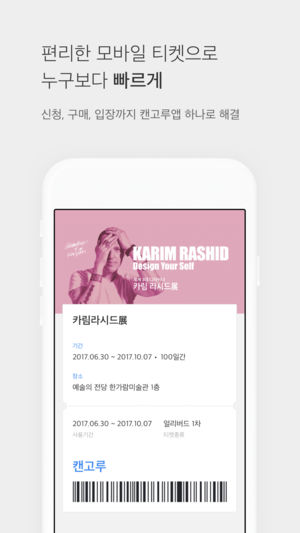 편리한 모바일 티켓으로
누구보다 빠르게
신청, 구매, 입장까지 캔고루앱 하나로 해결
KARIM RASHID
Design Your Self
카림 라시드展
카림라시드展
기간
2017.06.30 ~ 2017.10.07 • 100일간
장소
예술의 전당 한가람미술관 1층
2017.06.30 ~ 2017.10.07 얼리버드 1차
사용기간 티켓종류
캔고루